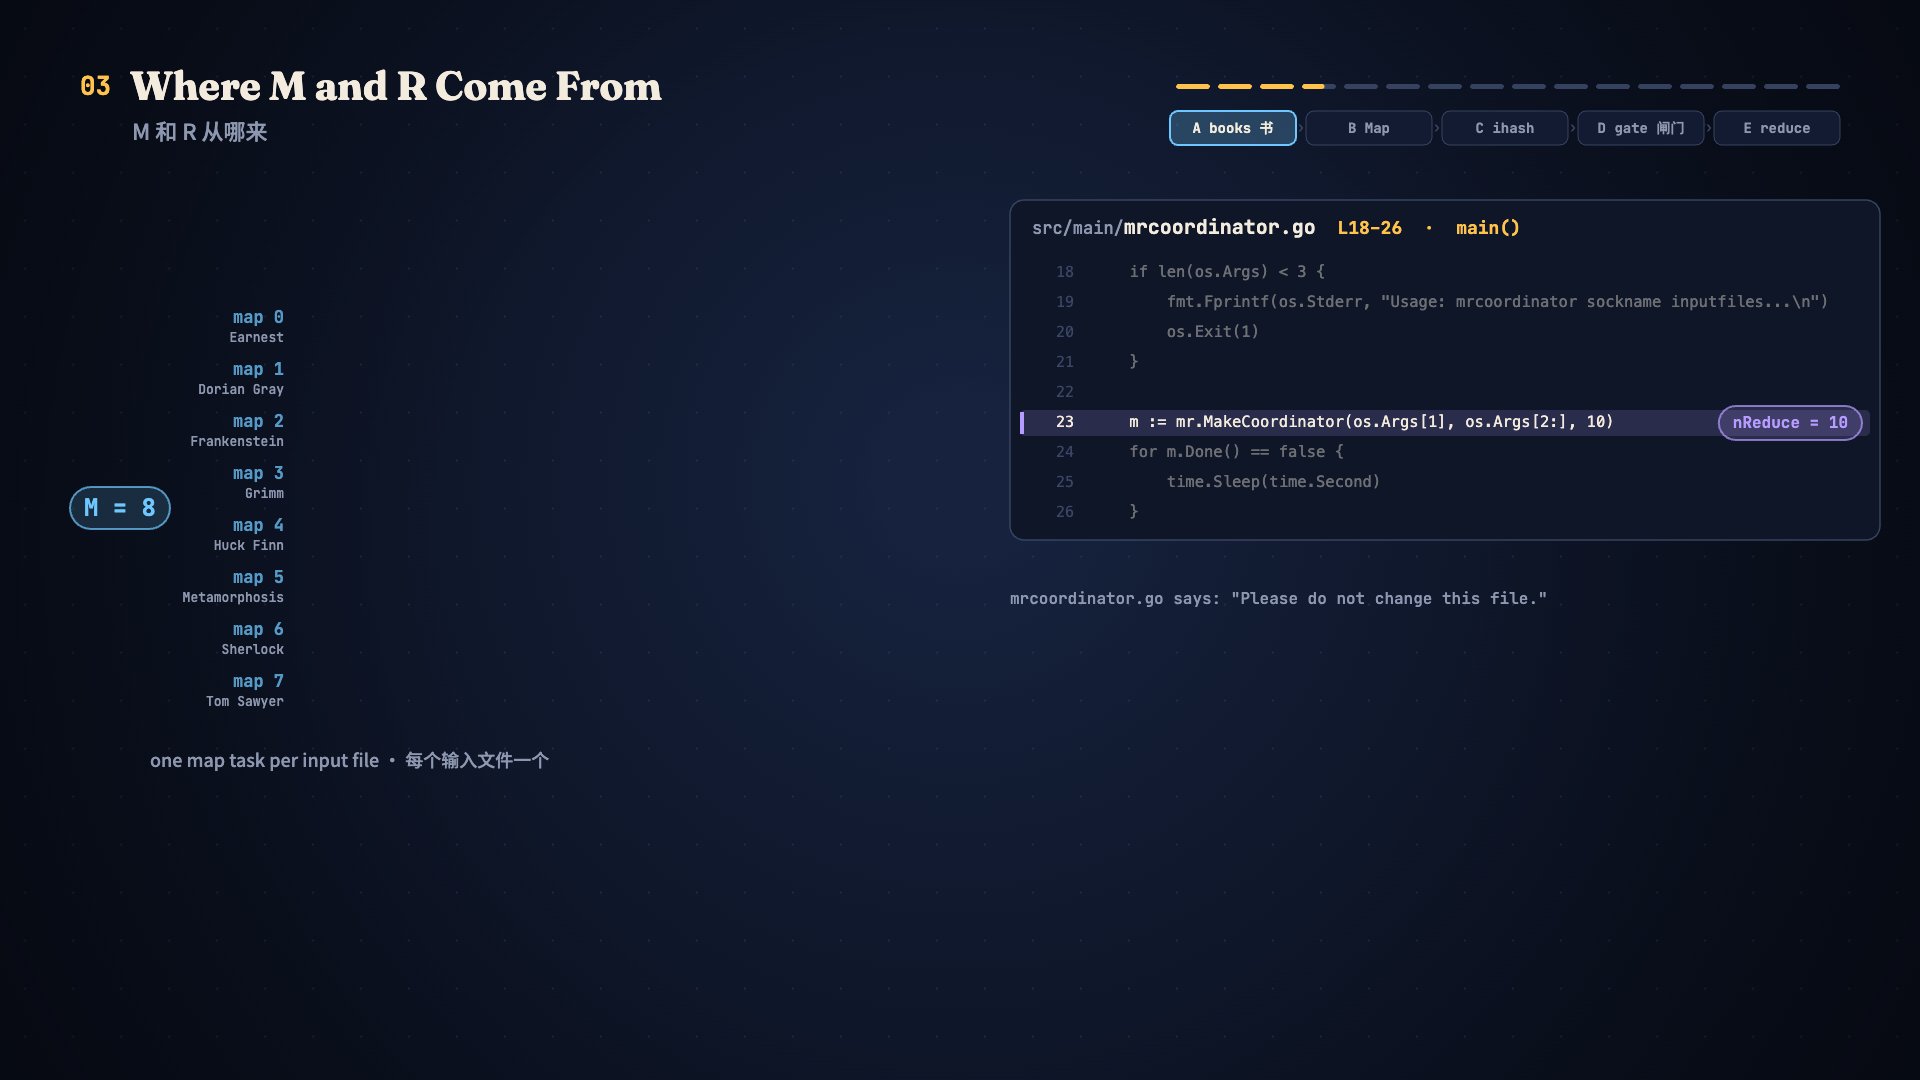 03 Where M and R Come From
M 和 R 从哪来
A books 书 › B Map › C ihash › D gate 闸门 › E reduce
map 0
Earnest
map 1
Dorian Gray
map 2
Frankenstein
map 3
Grimm
M = 8
map 4
Huck Finn
map 5
Metamorphosis
map 6
Sherlock
map 7
Tom Sawyer
one map task per input file · 每个输入文件一个
src/main/mrcoordinator.go L18–26 · main()
18 if len(os.Args) < 3 {
19 fmt.Fprintf(os.Stderr, "Usage: mrcoordinator sockname inputfiles...\n")
20 os.Exit(1)
21 }
22
23 m := mr.MakeCoordinator(os.Args[1], os.Args[2:], 10) nReduce = 10
24 for m.Done() == false {
25 time.Sleep(time.Second)
26 }
mrcoordinator.go says: "Please do not change this file."